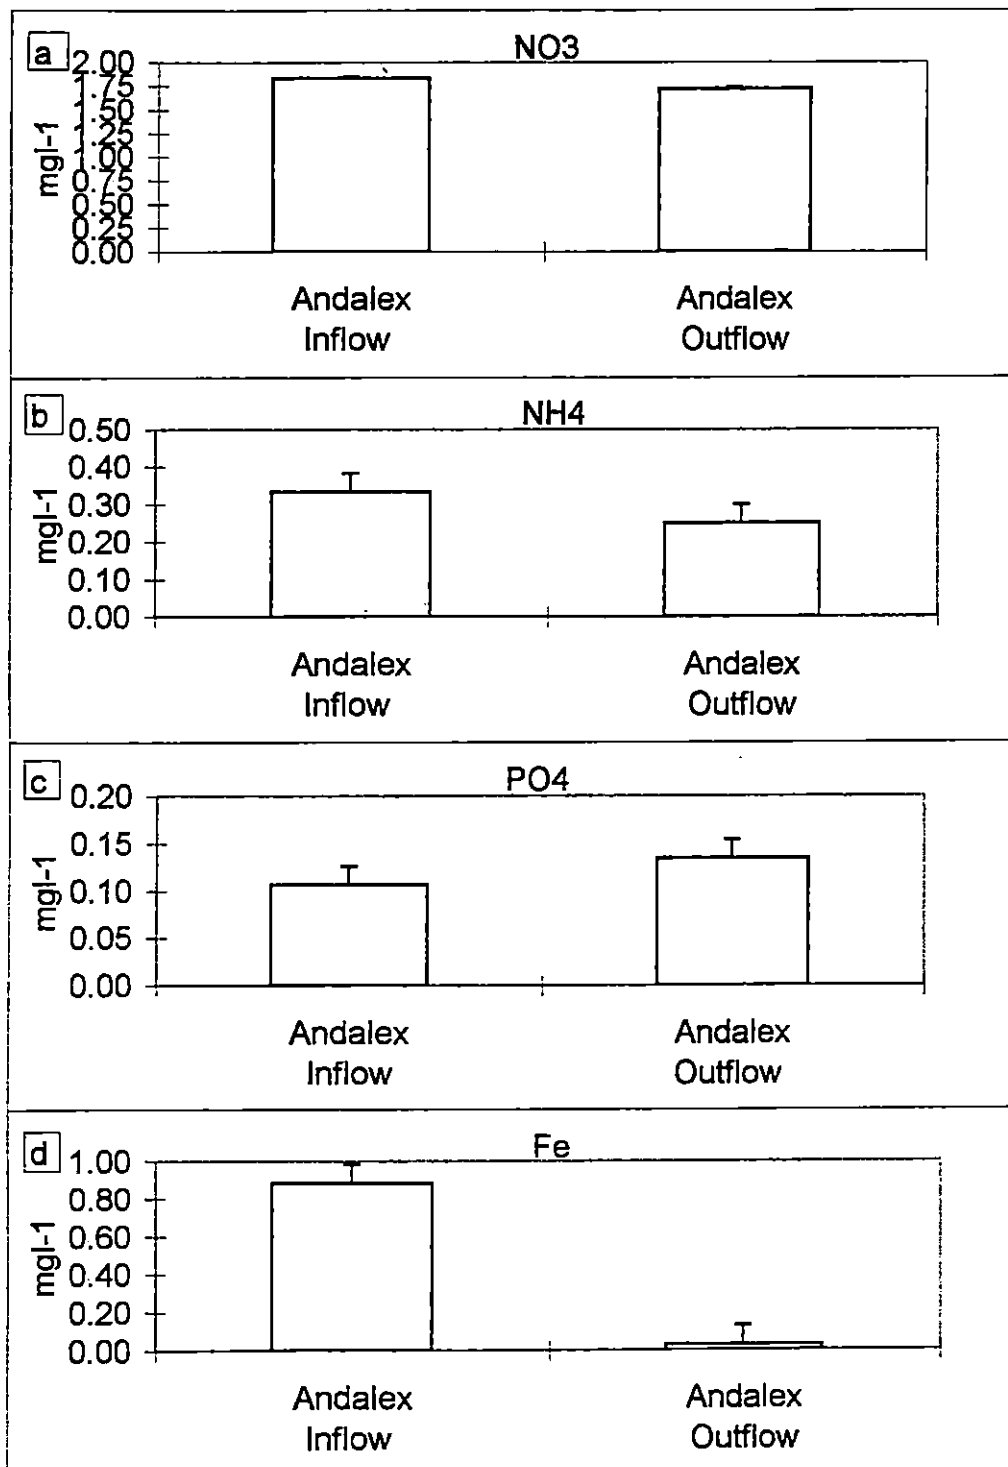 a
NO3
2.00
1.75
1.50
1.25
1.00
0.75
0.50
0.25
0.00
mgl-1
Andalex
Inflow
Andalex
Outflow
b
NH4
0.50
0.40
0.30
0.20
0.10
0.00
mgl-1
Andalex
Inflow
Andalex
Outflow
c
PO4
0.20
0.15
0.10
0.05
0.00
mgl-1
Andalex
Inflow
Andalex
Outflow
d
Fe
1.00
0.80
0.60
0.40
0.20
0.00
mgl-1
Andalex
Inflow
Andalex
Outflow